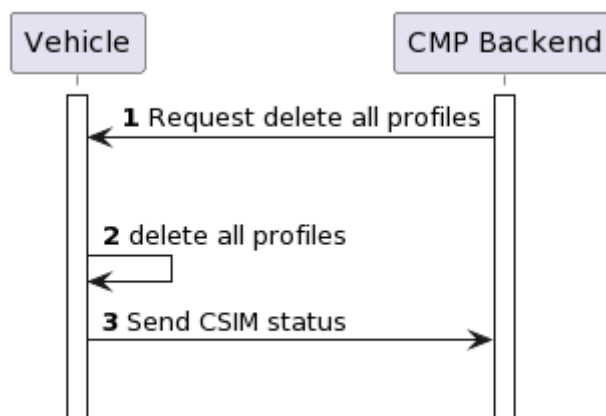 Vehicle
CMP Backend
1 Request delete all profiles
2 delete all profiles
3 Send CSIM status